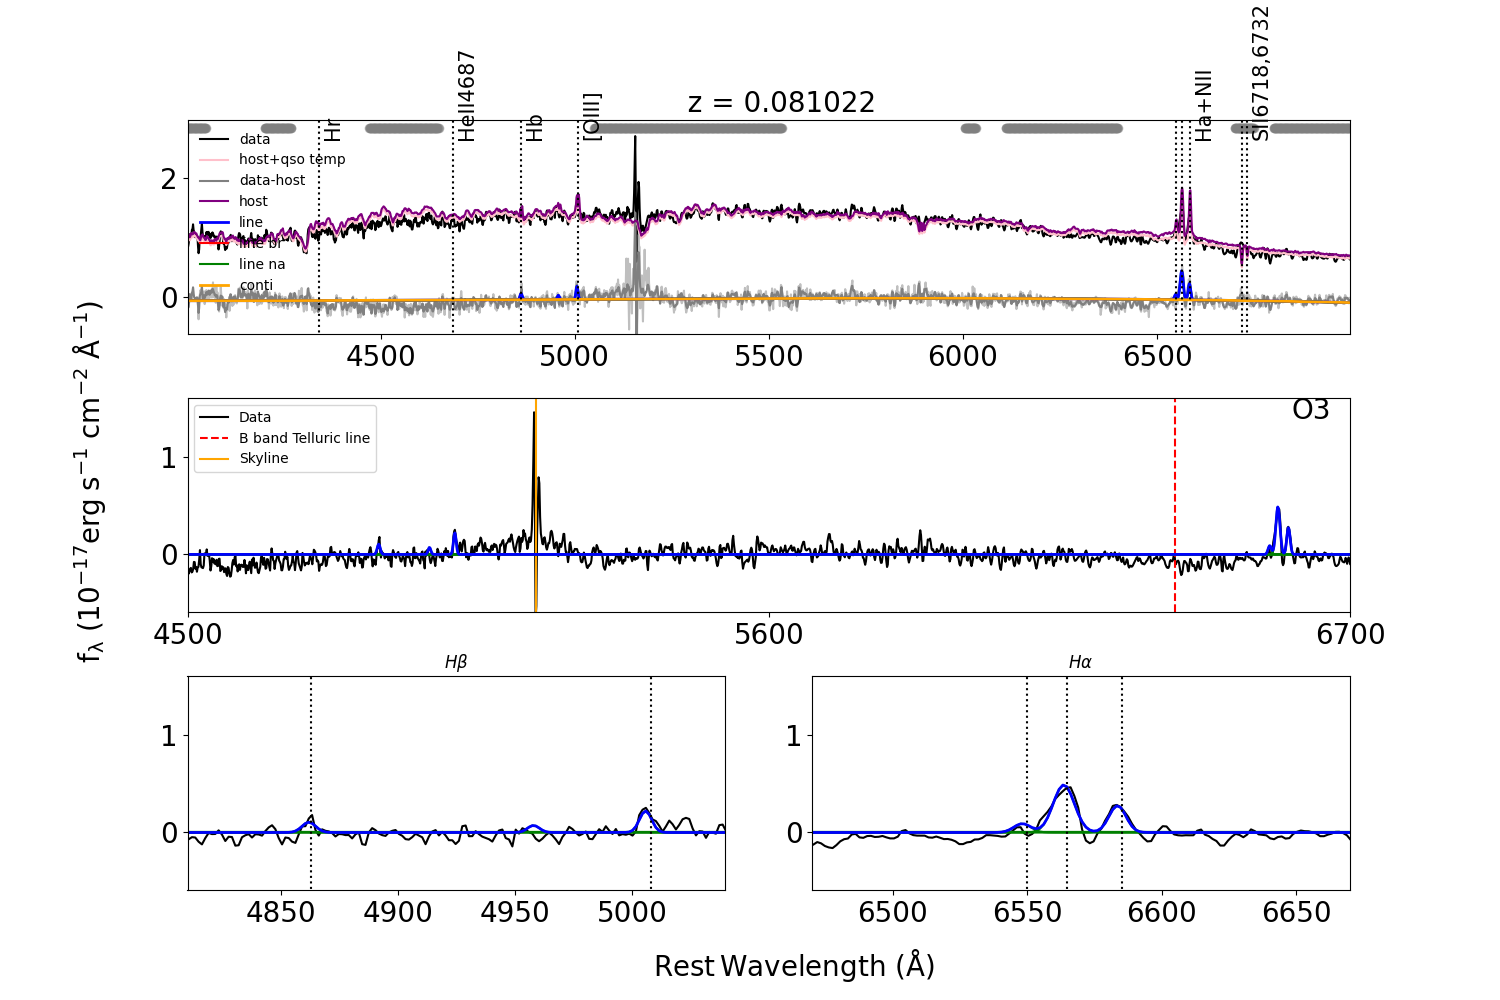 z = 0.081022
Hr
HeII4687
Hb
[OIII]
Ha+NII
SII6718,6732
data
host+qso temp
data-host
host
line
line br
line na
conti
2
0
4500 5000 5500 6000 6500
fλ (10⁻¹⁷erg s⁻¹ cm⁻² Å⁻¹)
O3
Data
B band Telluric line
Skyline
1
0
4500 5600 6700
Hβ
1
0
4850 4900 4950 5000
Hα
1
0
6500 6550 6600 6650
Rest Wavelength (Å)